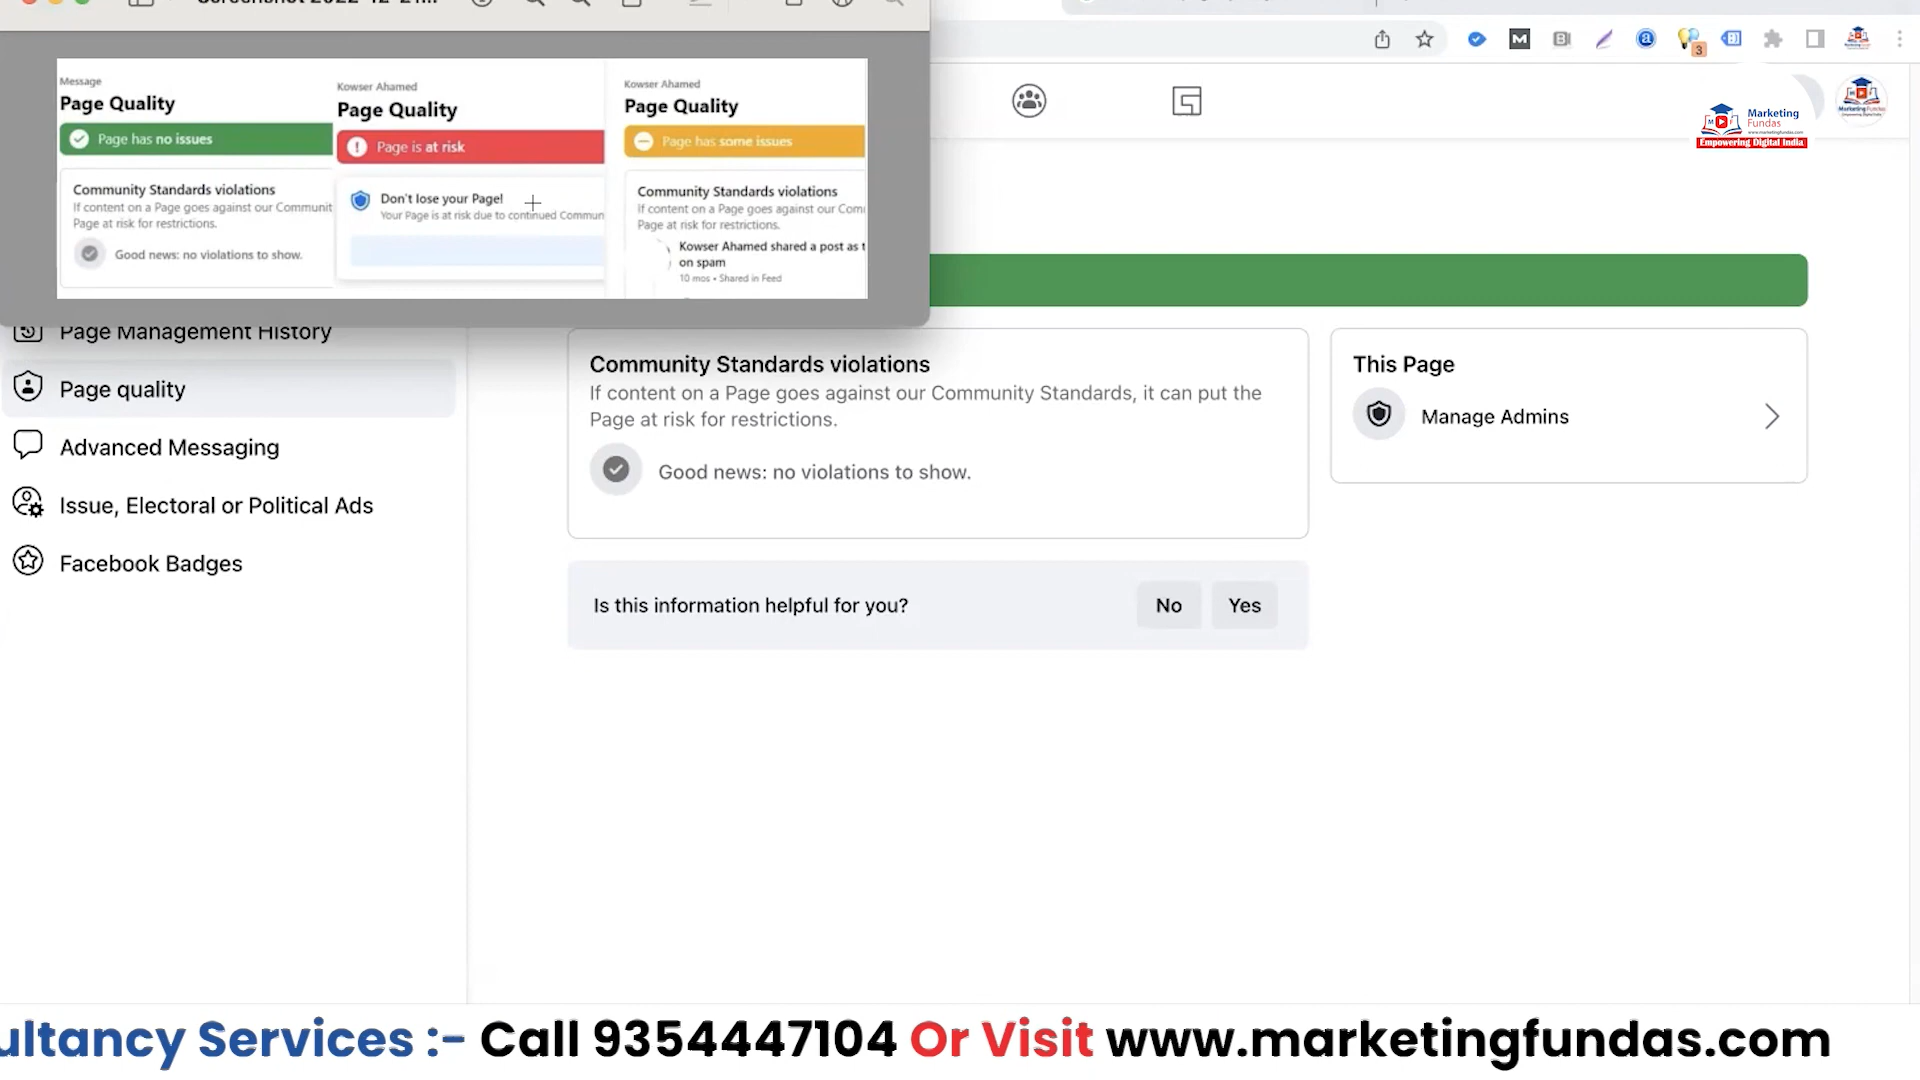 Message
Page Quality
Page has no issues
Community Standards violations
If content on a Page goes against our Communit
Page at risk for restrictions.
Good news: no violations to show.
Kowser Ahamed
Page Quality
Page is at risk
Don't lose your Page!
Your Page is at risk due to continued Commun
Kowser Ahamed
Page Quality
Page has some issues
Community Standards violations
If content on a Page goes against our Com
Page at risk for restrictions.
Kowser Ahamed shared a post as t
on spam
10 mos • Shared in Feed
3
Marketing
Fundas
www.marketingfundas.com
Empowering Digital India
Page Management History
Page quality
Advanced Messaging
Issue, Electoral or Political Ads
Facebook Badges
Community Standards violations
If content on a Page goes against our Community Standards, it can put the
Page at risk for restrictions.
Good news: no violations to show.
Is this information helpful for you?
No
Yes
This Page
Manage Admins
ultancy Services :- Call 9354447104 Or Visit www.marketingfundas.com